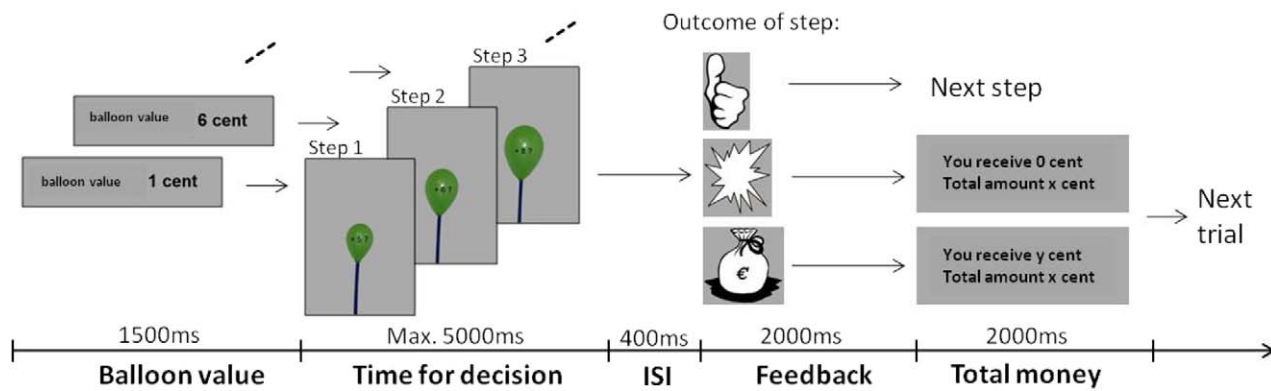 Outcome of step:
Step 3
Step 2
Step 1
balloon value 6 cent
balloon value 1 cent
Next step
You receive 0 cent
Total amount x cent
You receive y cent
Total amount x cent
Next
trial
€
1500ms
Max. 5000ms
400ms
2000ms
2000ms
Balloon value
Time for decision
ISI
Feedback
Total money